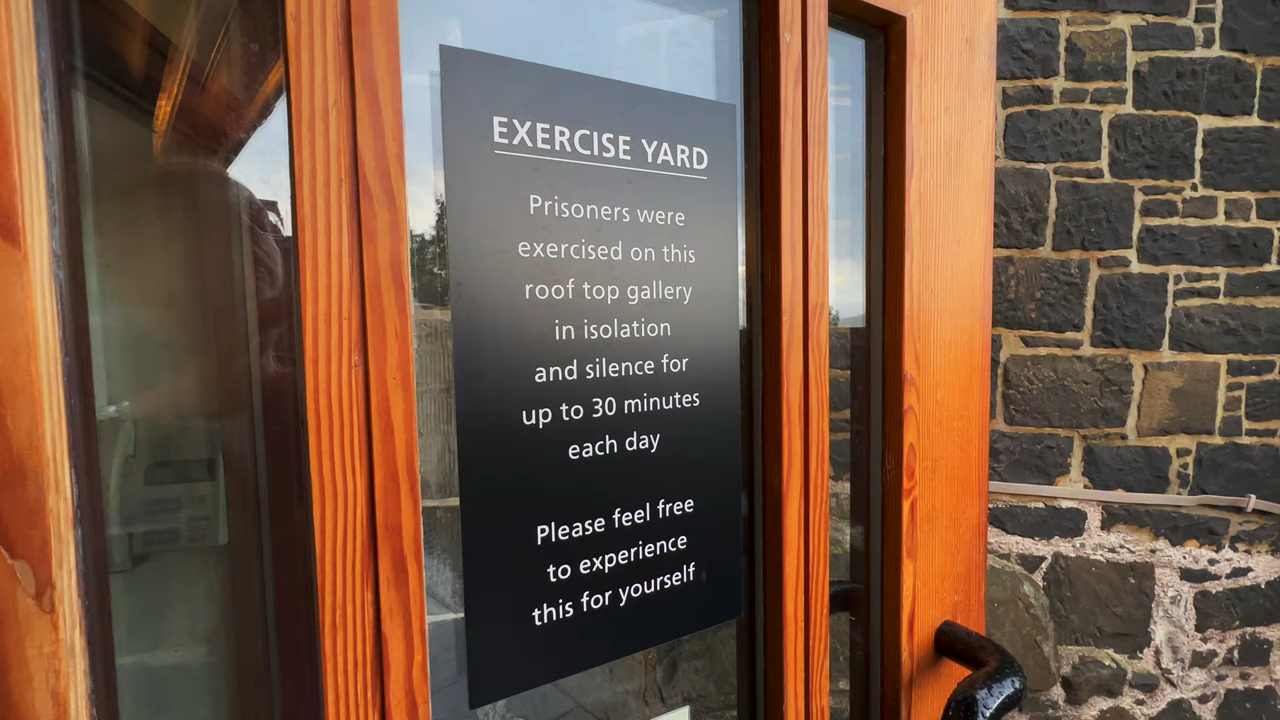 EXERCISE YARD
Prisoners were
exercised on this
roof top gallery
in isolation
and silence for
up to 30 minutes
each day
Please feel free
to experience
this for yourself